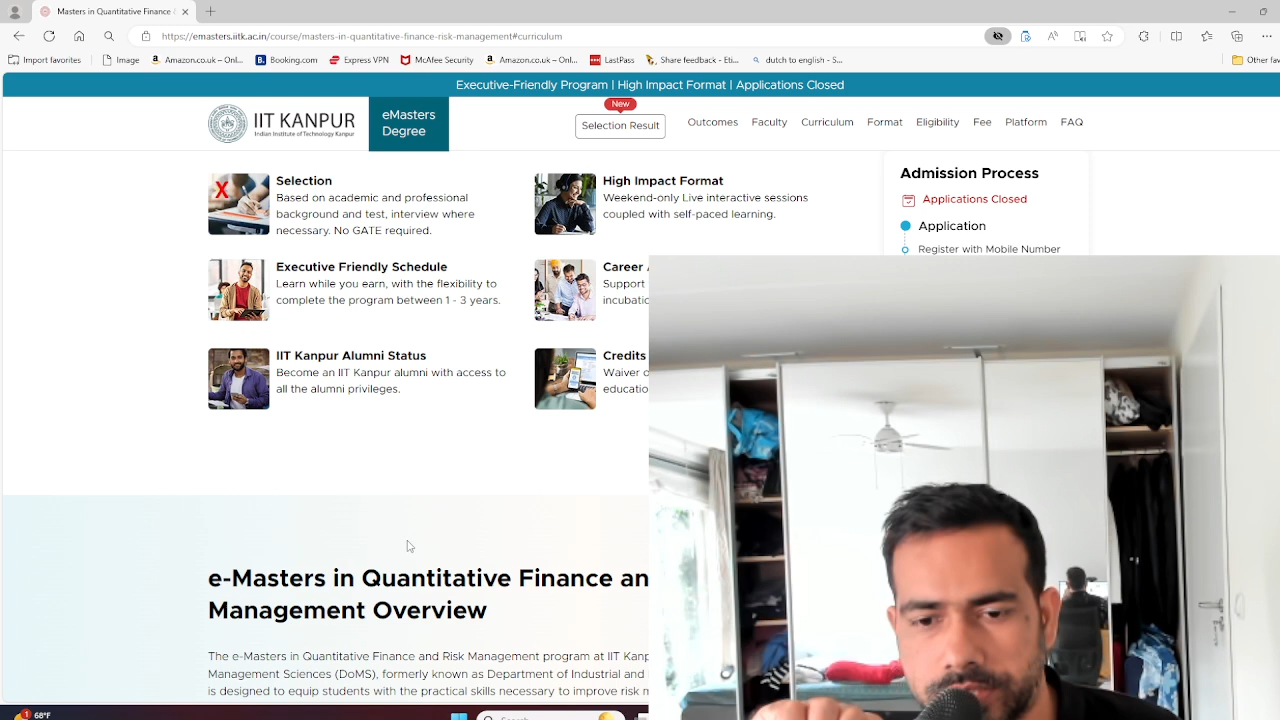 Masters in Quantitative Finance &
https://emasters.iitk.ac.in/course/masters-in-quantitative-finance-risk-management#curriculum
Import favorites
Image
Amazon.co.uk – Onl...
Booking.com
Express VPN
McAfee Security
Amazon.co.uk – Onl...
LastPass
Share feedback - Eti...
dutch to english - S...
Other fav
Executive-Friendly Program | High Impact Format | Applications Closed
IIT KANPUR
Indian Institute of Technology Kanpur
eMasters
Degree
New
Selection Result
Outcomes
Faculty
Curriculum
Format
Eligibility
Fee
Platform
FAQ
X
Selection
Based on academic and professional
background and test, interview where
necessary. No GATE required.
High Impact Format
Weekend-only Live interactive sessions
coupled with self-paced learning.
Admission Process
Applications Closed
Application
Register with Mobile Number
Executive Friendly Schedule
Learn while you earn, with the flexibility to
complete the program between 1 - 3 years.
Career
Support
incubatio
IIT Kanpur Alumni Status
Become an IIT Kanpur alumni with access to
all the alumni privileges.
Credits
Waiver o
educatio
e-Masters in Quantitative Finance an
Management Overview
The e-Masters in Quantitative Finance and Risk Management program at IIT Kanp
Management Sciences (DoMS), formerly known as Department of Industrial and
is designed to equip students with the practical skills necessary to improve risk m
1
68°F
Search